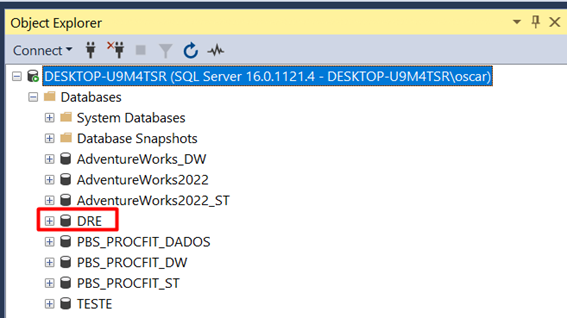 Object Explorer
Connect
DESKTOP-U9M4TSR (SQL Server 16.0.1121.4 - DESKTOP-U9M4TSR\oscar)
Databases
System Databases
Database Snapshots
AdventureWorks_DW
AdventureWorks2022
AdventureWorks2022_ST
DRE
PBS_PROCFIT_DADOS
PBS_PROCFIT_DW
PBS_PROCFIT_ST
TESTE